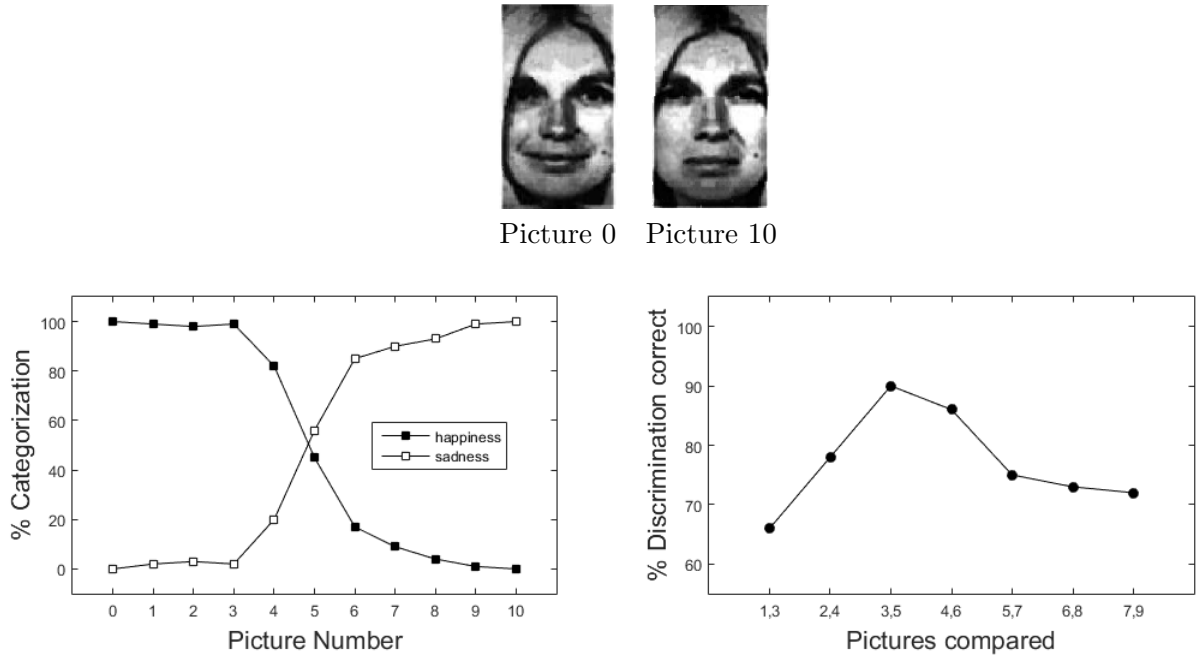 Picture 0
Picture 10
% Categorization
100
80
60
40
20
0
happiness
sadness
0 1 2 3 4 5 6 7 8 9 10
Picture Number
% Discrimination correct
100
90
80
70
60
1,3 2,4 3,5 4,6 5,7 6,8 7,9
Pictures compared